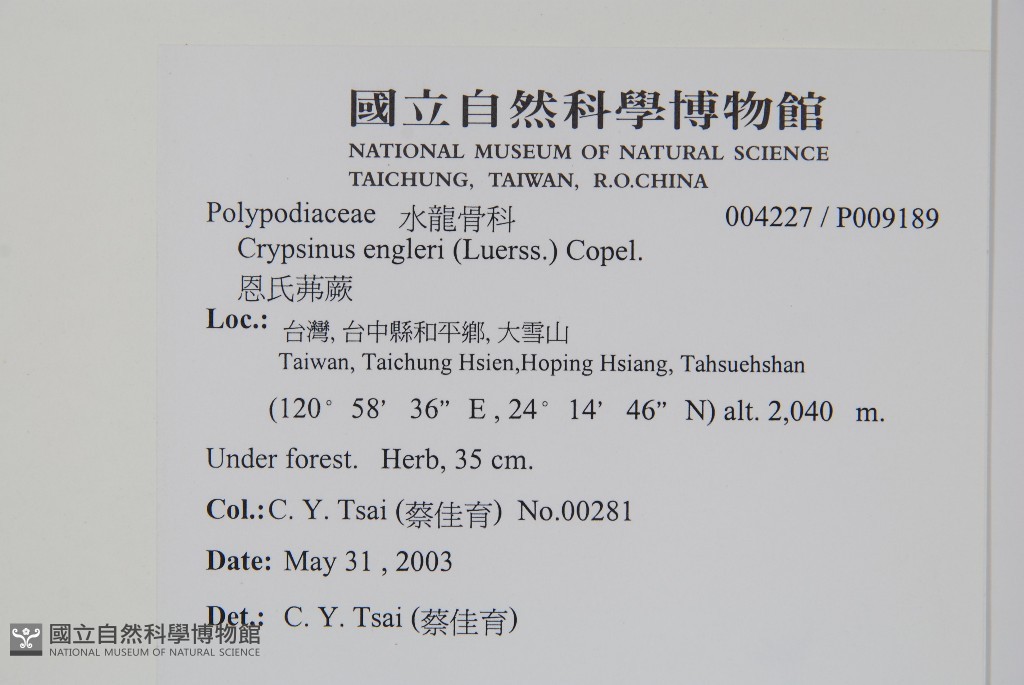 國立自然科學博物館
NATIONAL MUSEUM OF NATURAL SCIENCE
TAICHUNG, TAIWAN, R.O.CHINA
Polypodiaceae 水龍骨科 004227 / P009189
Crypsinus engleri (Luerss.) Copel.
恩氏茀蕨
Loc.: 台灣, 台中縣和平鄉, 大雪山
Taiwan, Taichung Hsien,Hoping Hsiang, Tahsuehshan
(120° 58’ 36” E , 24° 14’ 46” N) alt. 2,040 m.
Under forest. Herb, 35 cm.
Col.: C. Y. Tsai (蔡佳育) No.00281
Date: May 31 , 2003
Det.: C. Y. Tsai (蔡佳育)
國立自然科學博物館
NATIONAL MUSEUM OF NATURAL SCIENCE